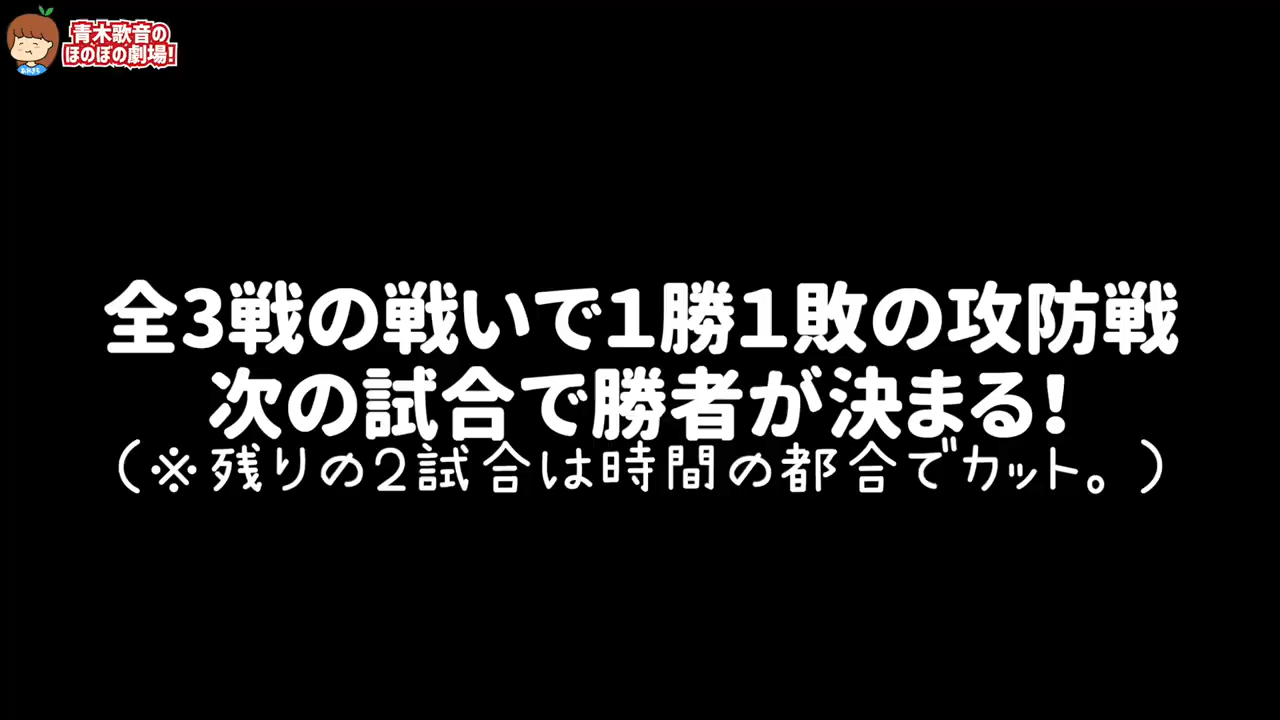 青木歌音の
ほのぼの劇場!
全3戦の戦いで1勝1敗の攻防戦
次の試合で勝者が決まる!
(※残りの2試合は時間の都合でカット。)